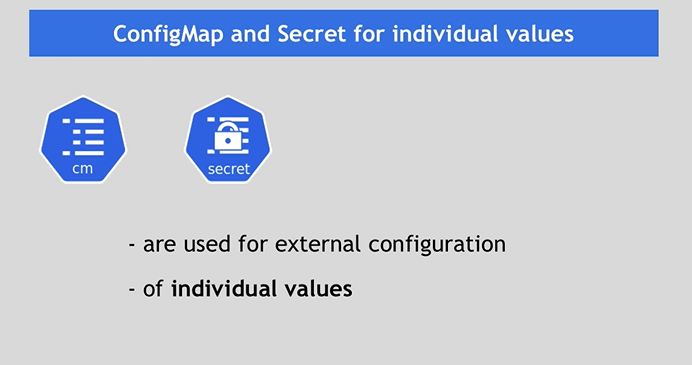 ConfigMap and Secret for individual values
cm
secret
- are used for external configuration
- of individual values